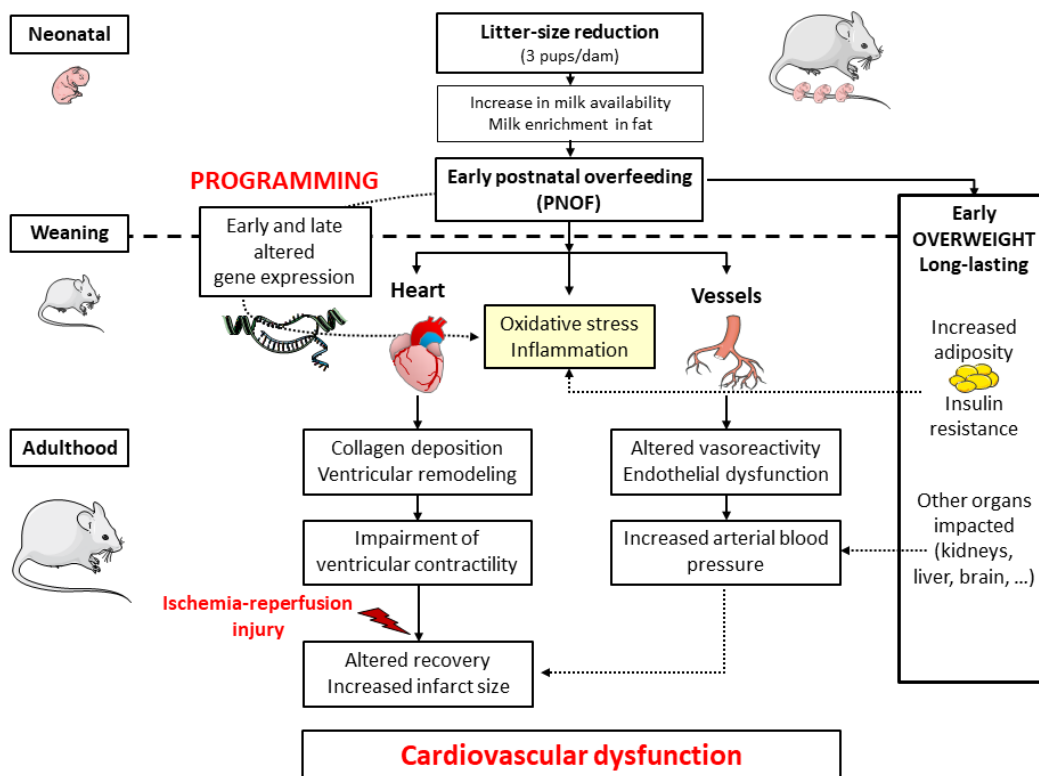 Neonatal
Litter-size reduction
(3 pups/dam)
Increase in milk availability
Milk enrichment in fat
PROGRAMMING
Early postnatal overfeeding
(PNOF)
Weaning
Early and late
altered
gene expression
Early
OVERWEIGHT
Long-lasting
Heart
Vessels
Oxidative stress
Inflammation
Increased
adiposity
Insulin
resistance
Adulthood
Collagen deposition
Ventricular remodeling
Altered vasoreactivity
Endothelial dysfunction
Impairment of
ventricular contractility
Increased arterial blood
pressure
Other organs
impacted
(kidneys,
liver, brain, ...)
Ischemia-reperfusion
injury
Altered recovery
Increased infarct size
Cardiovascular dysfunction